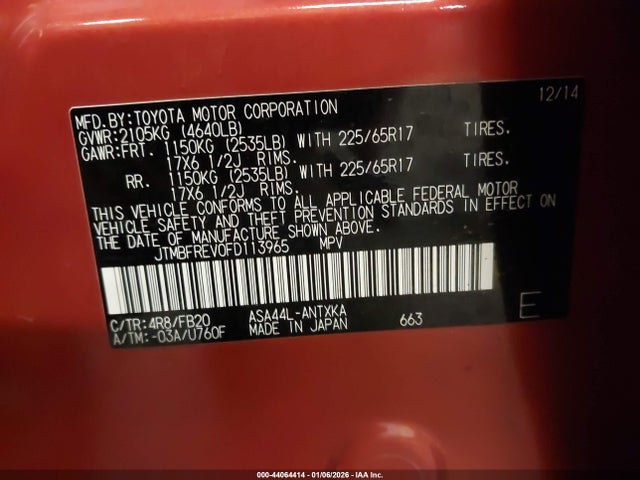 12/14
MFD.BY:TOYOTA MOTOR CORPORATION
GVWR:2105KG (4640LB)
GAWR:FRT. 1150KG (2535LB) WITH 225/65R17 TIRES.
17X6 1/2J RIMS.
RR. 1150KG (2535LB) WITH 225/65R17 TIRES.
17X6 1/2J RIMS.
THIS VEHICLE CONFORMS TO ALL APPLICABLE FEDERAL MOTOR
VEHICLE SAFETY AND THEFT PREVENTION STANDARDS IN EFFECT ON
THE DATE OF MANUFACTURE SHOWN ABOVE.
JTMBFREV0FD113965 MPV
C/TR:4R8/FB20 ASA44L-ANTXKA 663
A/TM:-03A/U760F MADE IN JAPAN
E
000-44064414 - 01/06/2026 - IAA Inc.